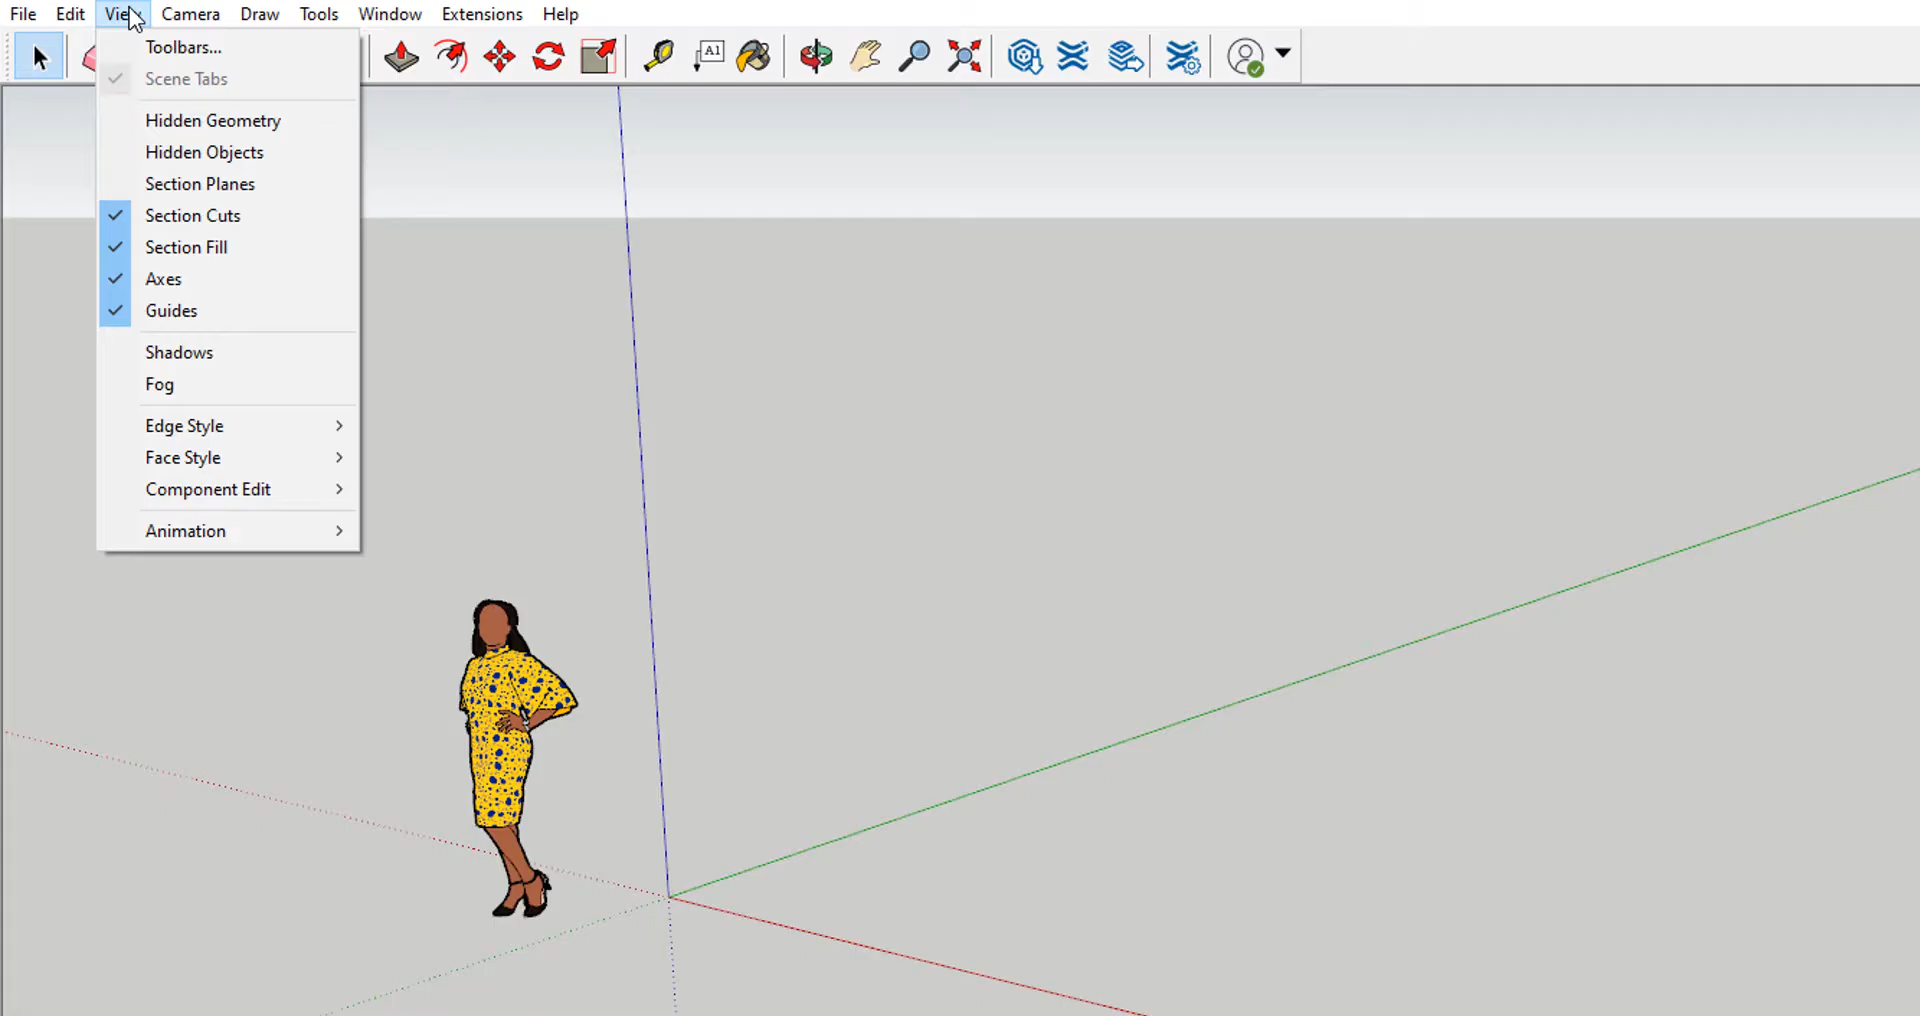 File Edit View Camera Draw Tools Window Extensions Help
A1
Toolbars...
Scene Tabs
Hidden Geometry
Hidden Objects
Section Planes
Section Cuts
Section Fill
Axes
Guides
Shadows
Fog
Edge Style
Face Style
Component Edit
Animation